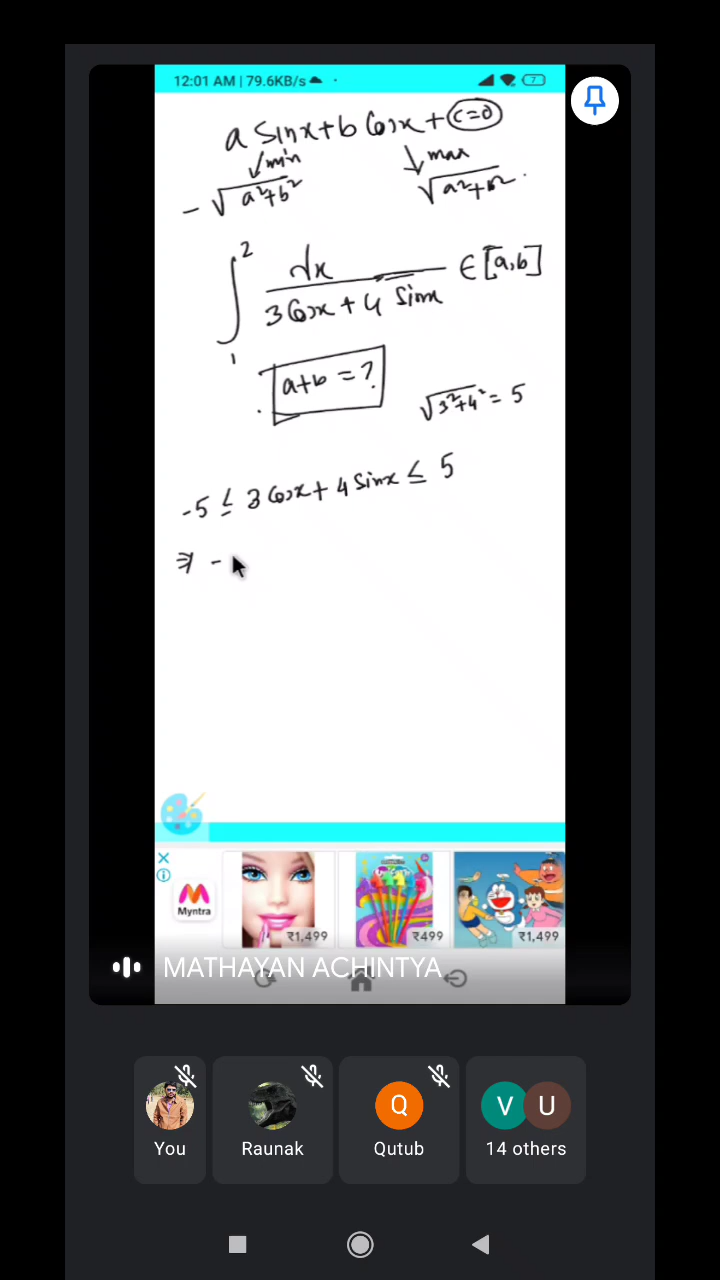 12:01 AM | 79.6KB/s
7
a Sinx + b Cosx + c=0
min max
- √a²+b² √a²+b²
∫₁² dx / 3 Cosx + 4 Sinx ∈ [a,b]
a+b = ?
√3²+4² = 5
-5 ≤ 3 Cosx + 4 Sinx ≤ 5
⇒ -
Myntra ₹1,499 ₹499 ₹1,499
MATHAYAN ACHINTYA
Q V U
You Raunak Qutub 14 others